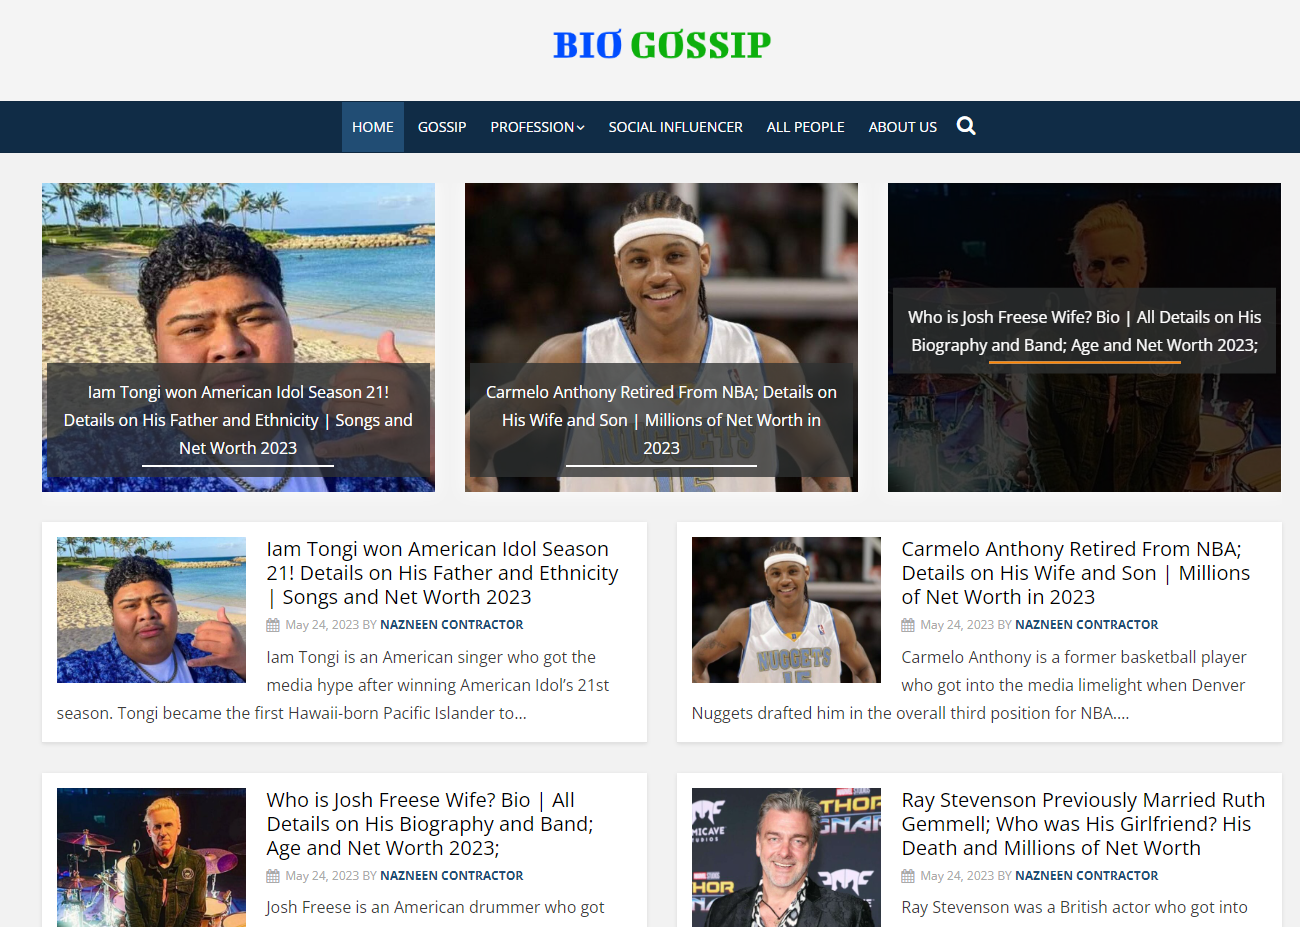 BIO GOSSIP
HOME GOSSIP PROFESSION SOCIAL INFLUENCER ALL PEOPLE ABOUT US
Iam Tongi won American Idol Season 21!
Details on His Father and Ethnicity | Songs and
Net Worth 2023
Carmelo Anthony Retired From NBA; Details on
His Wife and Son | Millions of Net Worth in
2023
NUGGETS
15
Who is Josh Freese Wife? Bio | All Details on His
Biography and Band; Age and Net Worth 2023;
Iam Tongi won American Idol Season
21! Details on His Father and Ethnicity
| Songs and Net Worth 2023
May 24, 2023 BY NAZNEEN CONTRACTOR
Iam Tongi is an American singer who got the
media hype after winning American Idol’s 21st
season. Tongi became the first Hawaii-born Pacific Islander to…
NUGGETS
15
Carmelo Anthony Retired From NBA;
Details on His Wife and Son | Millions
of Net Worth in 2023
May 24, 2023 BY NAZNEEN CONTRACTOR
Carmelo Anthony is a former basketball player
who got into the media limelight when Denver
Nuggets drafted him in the overall third position for NBA.…
Who is Josh Freese Wife? Bio | All
Details on His Biography and Band;
Age and Net Worth 2023;
May 24, 2023 BY NAZNEEN CONTRACTOR
Josh Freese is an American drummer who got
THOR
THOR
Ray Stevenson Previously Married Ruth
Gemmell; Who was His Girlfriend? His
Death and Millions of Net Worth
May 24, 2023 BY NAZNEEN CONTRACTOR
Ray Stevenson was a British actor who got into